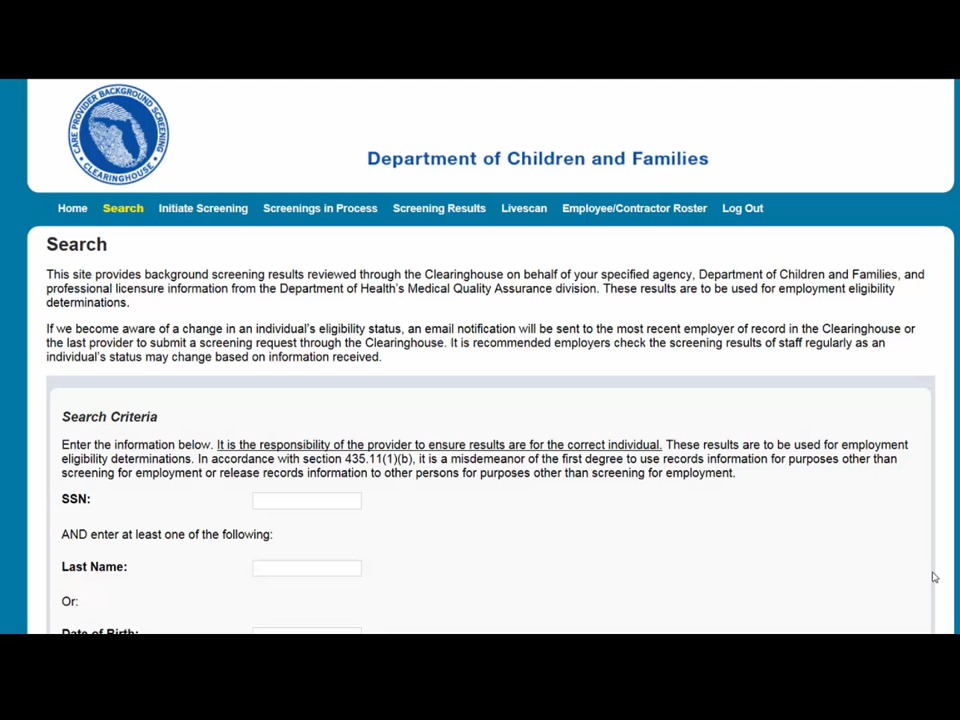 CARE PROVIDER BACKGROUND SCREENING
CLEARINGHOUSE
Department of Children and Families
Home Search Initiate Screening Screenings in Process Screening Results Livescan Employee/Contractor Roster Log Out
Search
This site provides background screening results reviewed through the Clearinghouse on behalf of your specified agency, Department of Children and Families, and
professional licensure information from the Department of Health's Medical Quality Assurance division. These results are to be used for employment eligibility
determinations.
If we become aware of a change in an individual's eligibility status, an email notification will be sent to the most recent employer of record in the Clearinghouse or
the last provider to submit a screening request through the Clearinghouse. It is recommended employers check the screening results of staff regularly as an
individual's status may change based on information received.
Search Criteria
Enter the information below. It is the responsibility of the provider to ensure results are for the correct individual. These results are to be used for employment
eligibility determinations. In accordance with section 435.11(1)(b), it is a misdemeanor of the first degree to use records information for purposes other than
screening for employment or release records information to other persons for purposes other than screening for employment.
SSN:
AND enter at least one of the following:
Last Name:
Or:
Date of Birth: